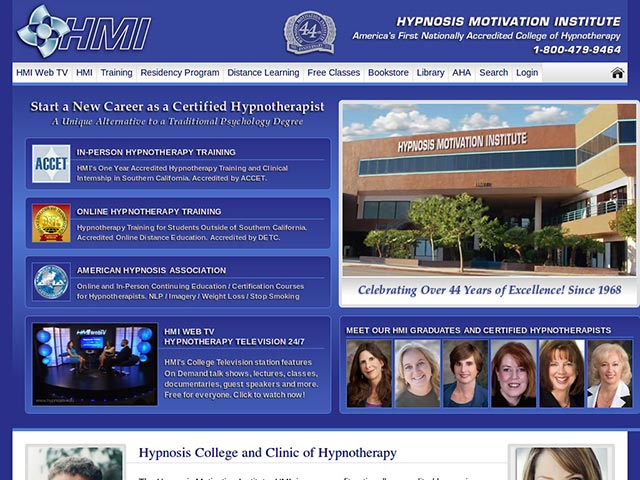 HMI
44
HYPNOSIS MOTIVATION INSTITUTE
America's First Nationally Accredited College of Hypnotherapy
1-800-479-9464
HMI Web TV HMI Training Residency Program Distance Learning Free Classes Bookstore Library AHA Search Login
Start a New Career as a Certified Hypnotherapist
A Unique Alternative to a Traditional Psychology Degree
ACCET
IN-PERSON HYPNOTHERAPY TRAINING
HMI's One Year Accredited Hypnotherapy Training and Clinical
Internship in Southern California. Accredited by ACCET.
ONLINE HYPNOTHERAPY TRAINING
Hypnotherapy Training for Students Outside of Southern California.
Accredited Online Distance Education. Accredited by DETC.
AMERICAN HYPNOSIS ASSOCIATION
Online and In-Person Continuing Education / Certification Courses
for Hypnotherapists. NLP / Imagery / Weight Loss / Stop Smoking
HMI WEB TV
HYPNOTHERAPY TELEVISION 24/7
HMI's College Television station features
On Demand talk shows, lectures, classes,
documentaries, guest speakers and more.
Free for everyone. Click to watch now!
HYPNOSIS MOTIVATION INSTITUTE
Celebrating Over 44 Years of Excellence! Since 1968
MEET OUR HMI GRADUATES AND CERTIFIED HYPNOTHERAPISTS
Hypnosis College and Clinic of Hypnotherapy